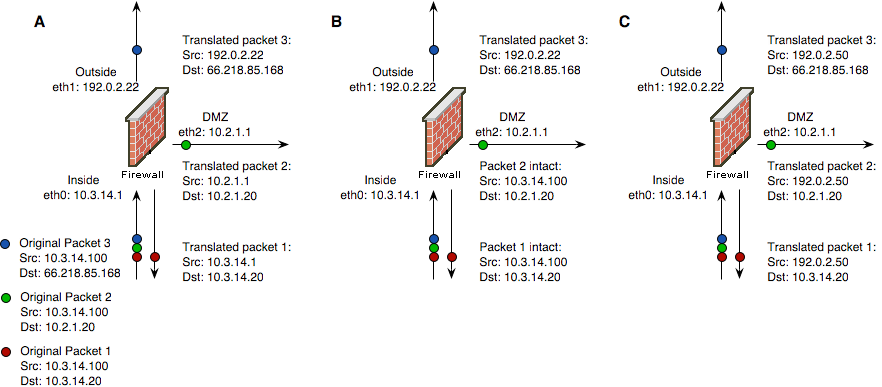 A
Translated packet 3:
Src: 192.0.2.22
Dst: 66.218.85.168
Outside
eth1: 192.0.2.22
DMZ
eth2: 10.2.1.1
Translated packet 2:
Src: 10.2.1.1
Dst: 10.2.1.20
Firewall
Inside
eth0: 10.3.14.1
Translated packet 1:
Src: 10.3.14.1
Dst: 10.3.14.20
Original Packet 3
Src: 10.3.14.100
Dst: 66.218.85.168
Original Packet 2
Src: 10.3.14.100
Dst: 10.2.1.20
Original Packet 1
Src: 10.3.14.100
Dst: 10.3.14.20
B
Translated packet 3:
Src: 192.0.2.22
Dst: 66.218.85.168
Outside
eth1: 192.0.2.22
DMZ
eth2: 10.2.1.1
Packet 2 intact:
Src: 10.3.14.100
Dst: 10.2.1.20
Firewall
Inside
eth0: 10.3.14.1
Packet 1 intact:
Src: 10.3.14.100
Dst: 10.3.14.20
C
Translated packet 3:
Src: 192.0.2.50
Dst: 66.218.85.168
Outside
eth1: 192.0.2.22
DMZ
eth2: 10.2.1.1
Translated packet 2:
Src: 192.0.2.50
Dst: 10.2.1.20
Firewall
Inside
eth0: 10.3.14.1
Translated packet 1:
Src: 192.0.2.50
Dst: 10.3.14.20